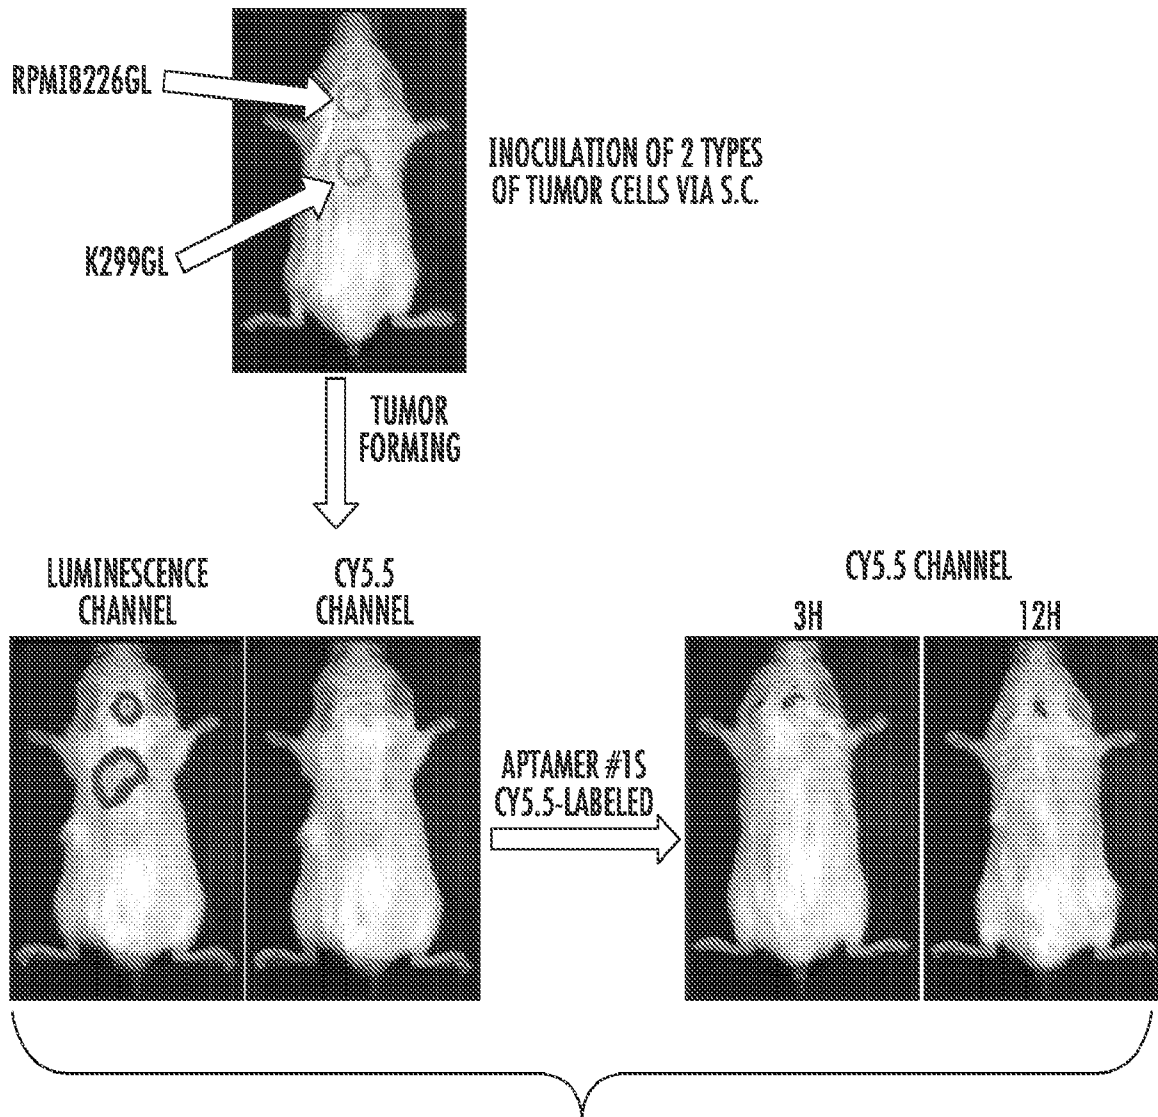 RPMI8226GL
INOCULATION OF 2 TYPES
OF TUMOR CELLS VIA S.C.
K299GL
TUMOR
FORMING
LUMINESCENCE
CHANNEL
CY5.5
CHANNEL
CY5.5 CHANNEL
3H
12H
APTAMER #1S
CY5.5-LABELED